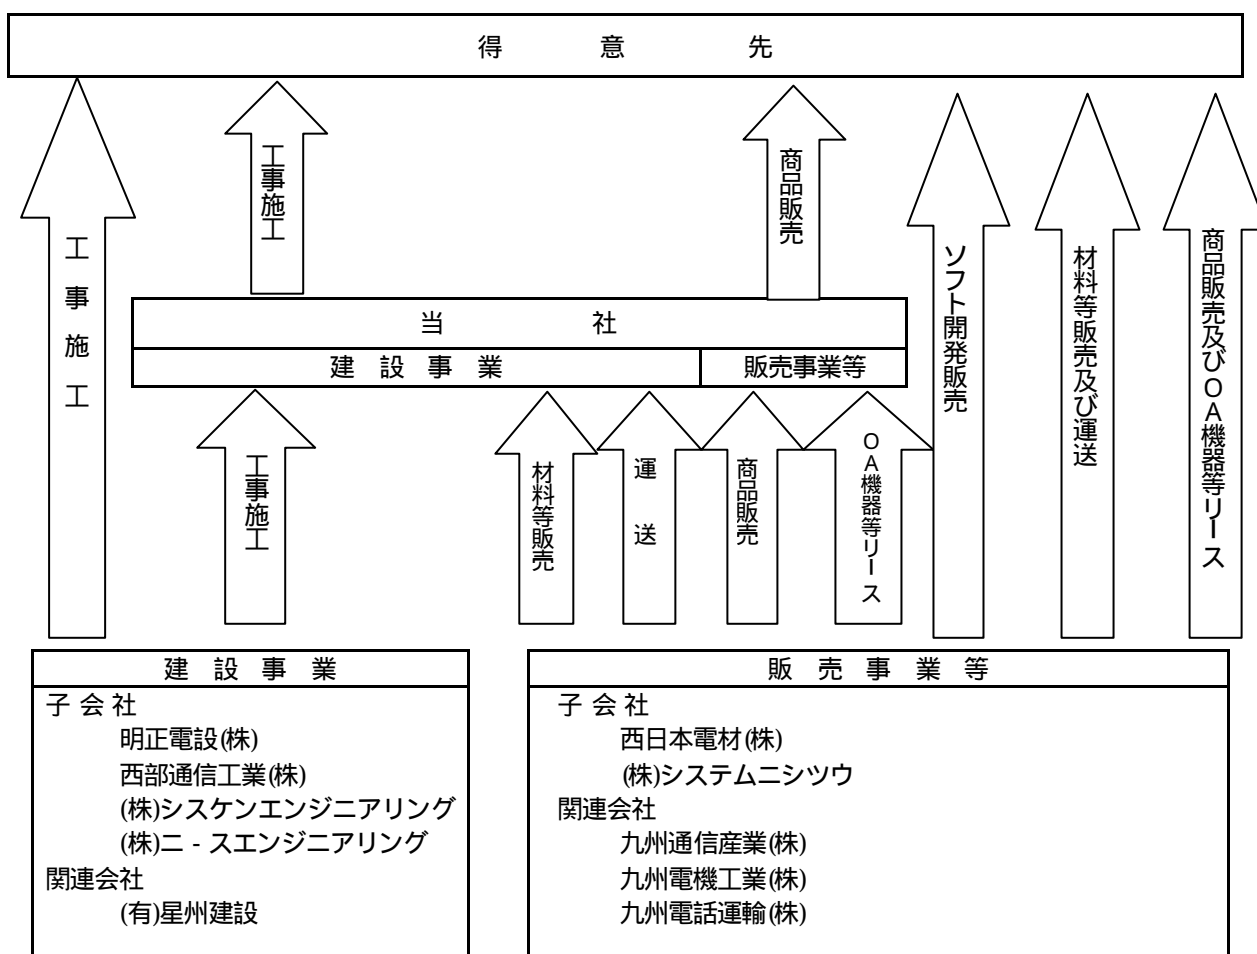 得意先
工事施工
工事施工
商品販売
ソフト開発販売
材料等販売及び運送
商品販売及びOA機器等リース
当社
建設事業
販売事業等
工事施工
材料等販売
運送
商品販売
OA機器等リース
建設事業
子会社
明正電設(株)
西部通信工業(株)
(株)シスケンエンジニアリング
(株)ニ-スエンジニアリング
関連会社
(有)星州建設
販売事業等
子会社
西日本電材(株)
(株)システムニシツウ
関連会社
九州通信産業(株)
九州電機工業(株)
九州電話運輸(株)